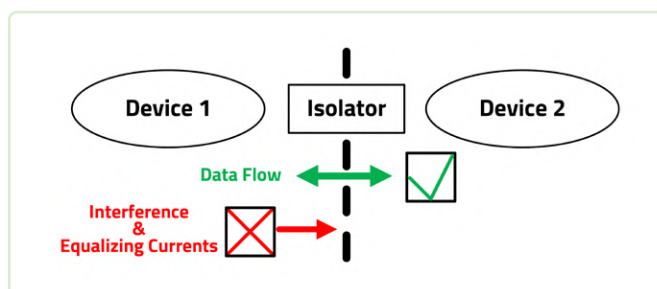 Device 1
Isolator
Device 2
Data Flow
Interference
&
Equalizing Currents